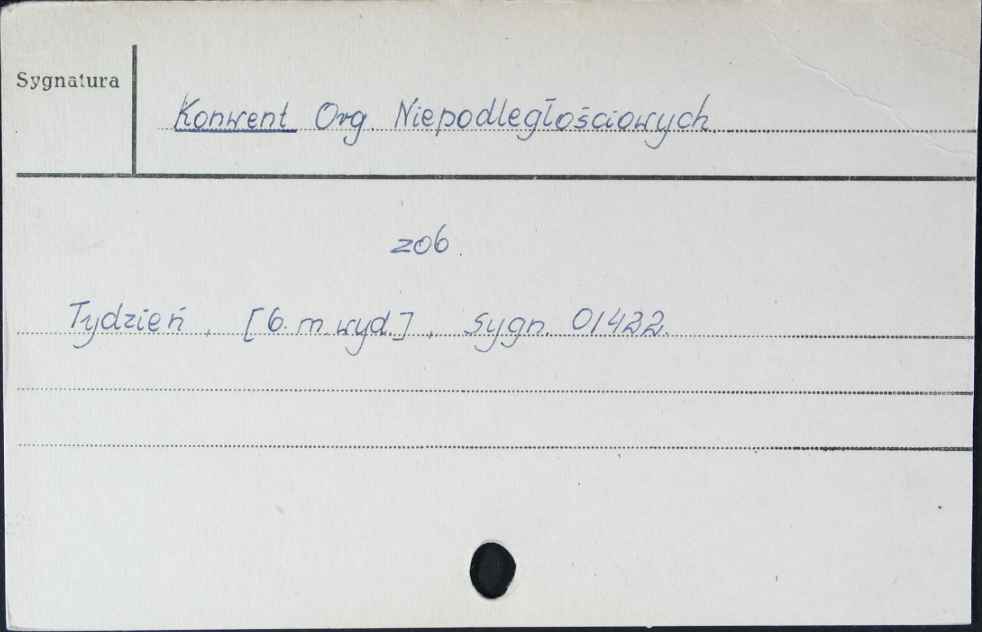 Sygnatura
Konwent Org. Niepodległościowych
zob.
Tydzień, [b. m. wyd.], sygn. 01422.